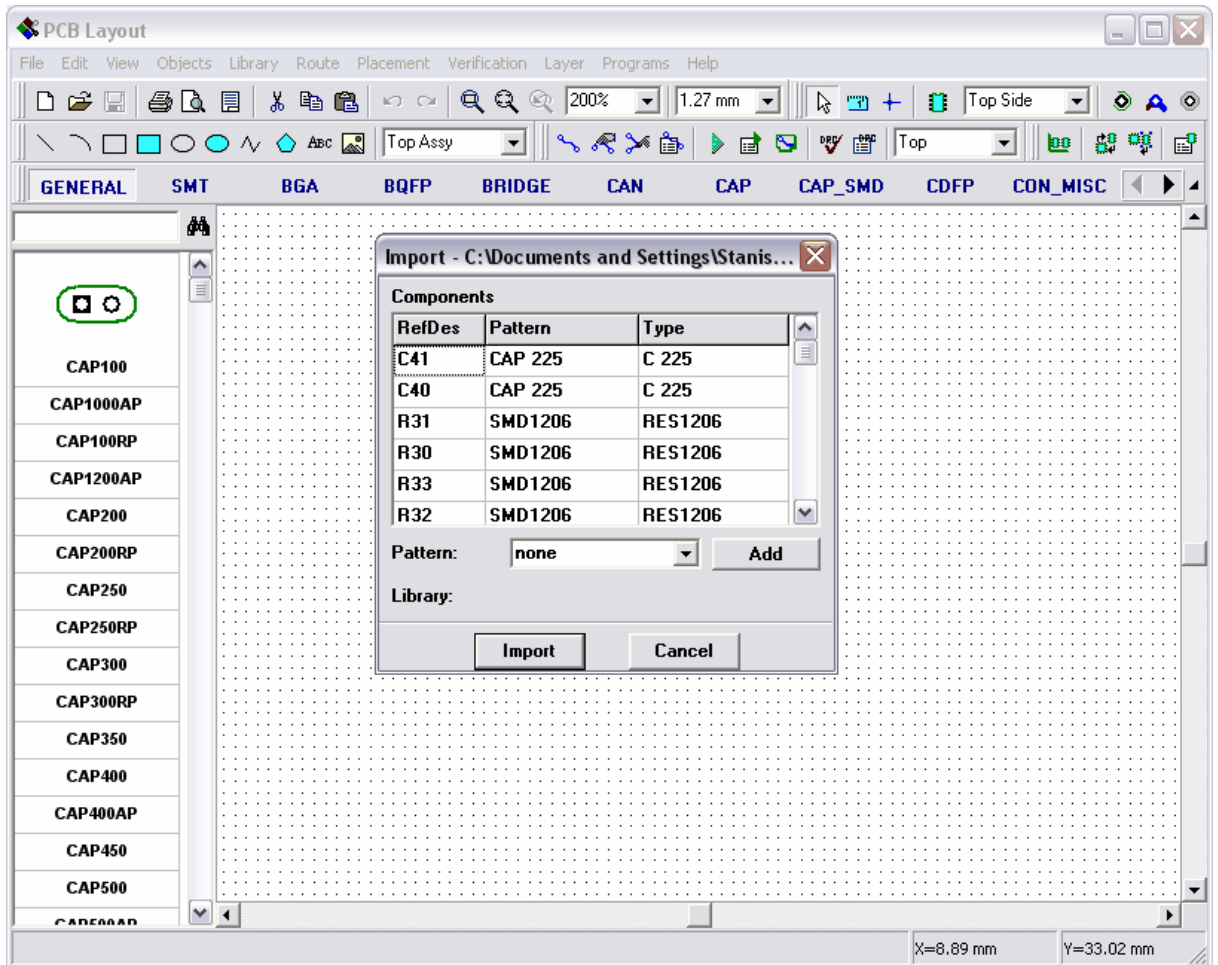 PCB Layout
File Edit View Objects Library Route Placement Verification Layer Programs Help
200% 1.27 mm Top Side
ABC Top Assy DRC DRC Top
GENERAL SMT BGA BQFP BRIDGE CAN CAP CAP_SMD CDFP CON_MISC
Import - C:\Documents and Settings\Stanis...
Components
RefDes Pattern Type
C41 CAP 225 C 225
C40 CAP 225 C 225
R31 SMD1206 RES1206
R30 SMD1206 RES1206
R33 SMD1206 RES1206
R32 SMD1206 RES1206
Pattern: none Add
Library:
Import Cancel
CAP100
CAP1000AP
CAP100RP
CAP1200AP
CAP200
CAP200RP
CAP250
CAP250RP
CAP300
CAP300RP
CAP350
CAP400
CAP400AP
CAP450
CAP500
CAP500AP
X=8.89 mm Y=33.02 mm